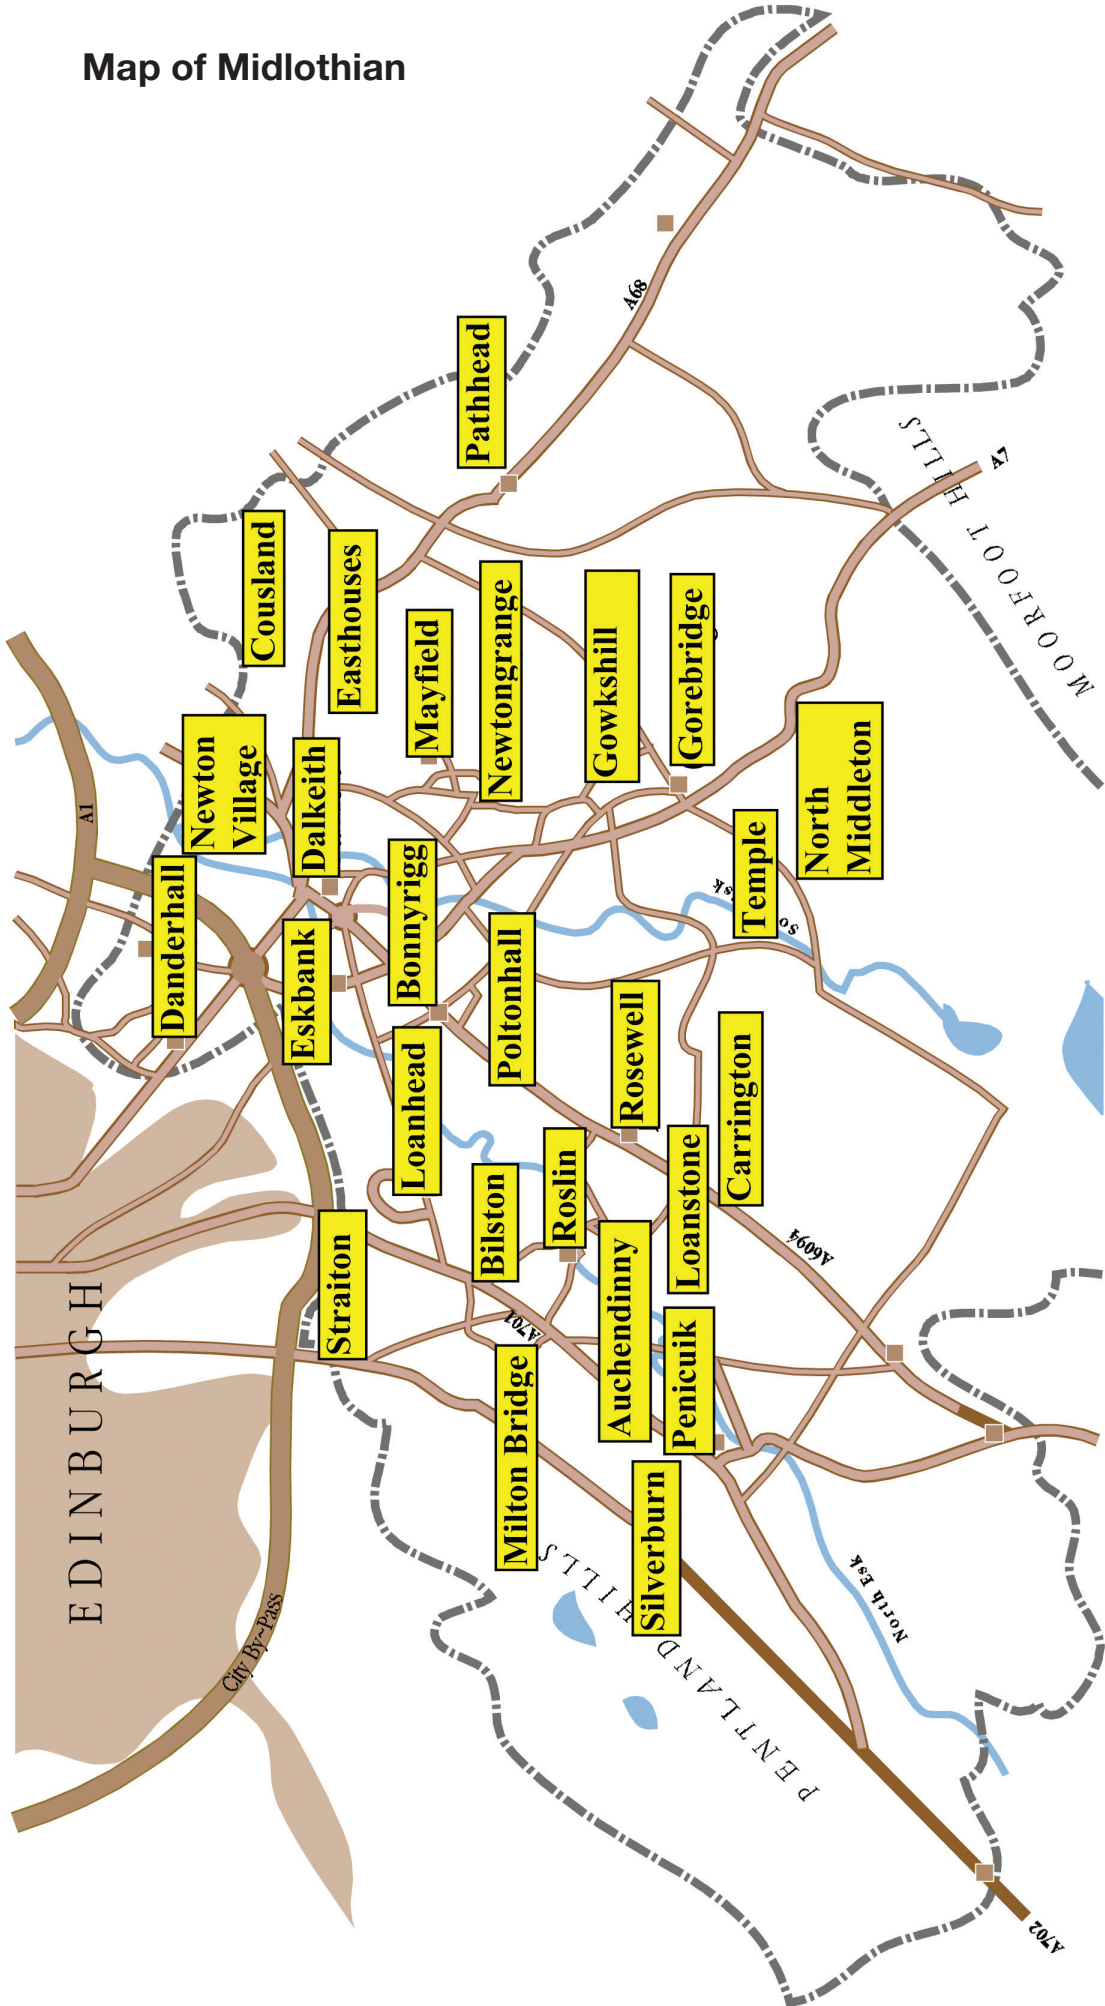 Map of Midlothian
A68
Pathhead
A7
MOORFOOT HILLS
Cousland
Easthouses
Mayfield
Newtongrange
Gowkshill
Gorebridge
A1
Newton
Village
Dalkeith
Danderhall
Bonnyrigg
Eskbank
Temple
North
Middleton
So
Esk
Poltonhall
Rosewell
Loanhead
Carrington
Loanstone
Roslin
Bilston
Straiton
Auchendinny
A6094
A701
Penicuik
Milton Bridge
Silverburn
EDINBURGH
City By~Pass
PENTLAND HILLS
North Esk
A702